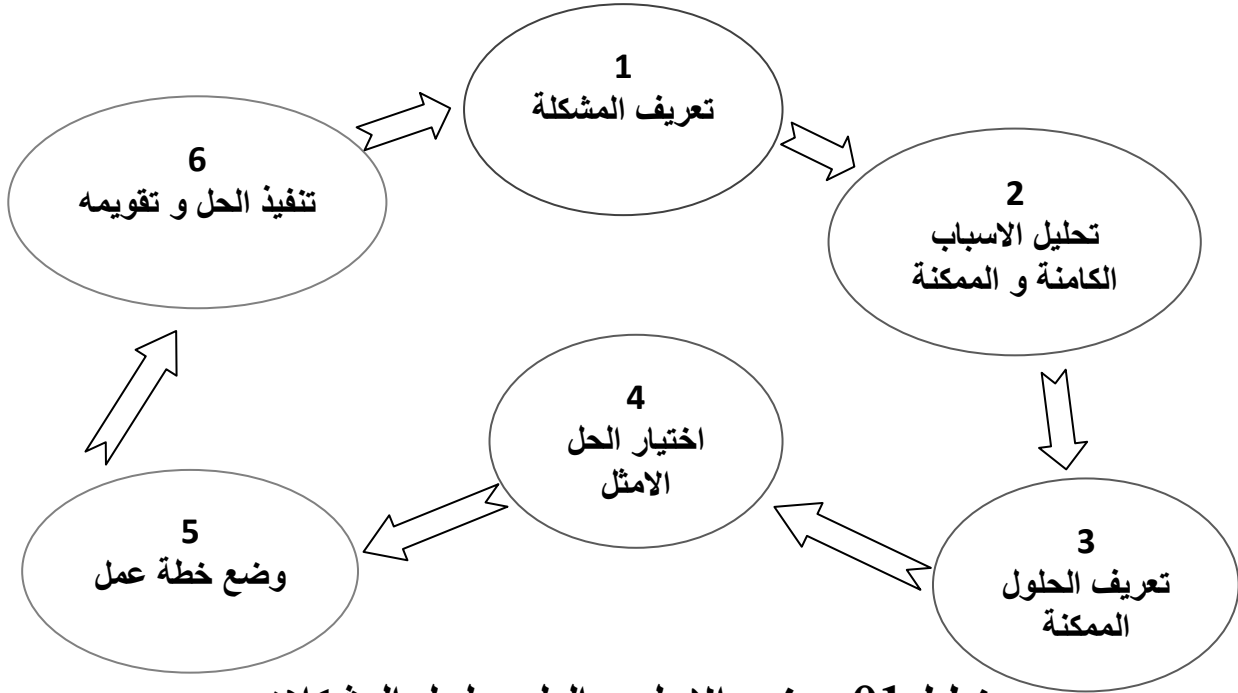 1
تعريف المشكلة
2
تحليل الاسباب
الكامنة و الممكنة
3
تعريف الحلول
الممكنة
4
اختيار الحل
الامثل
5
وضع خطة عمل
6
تنفيذ الحل و تقويمه
01